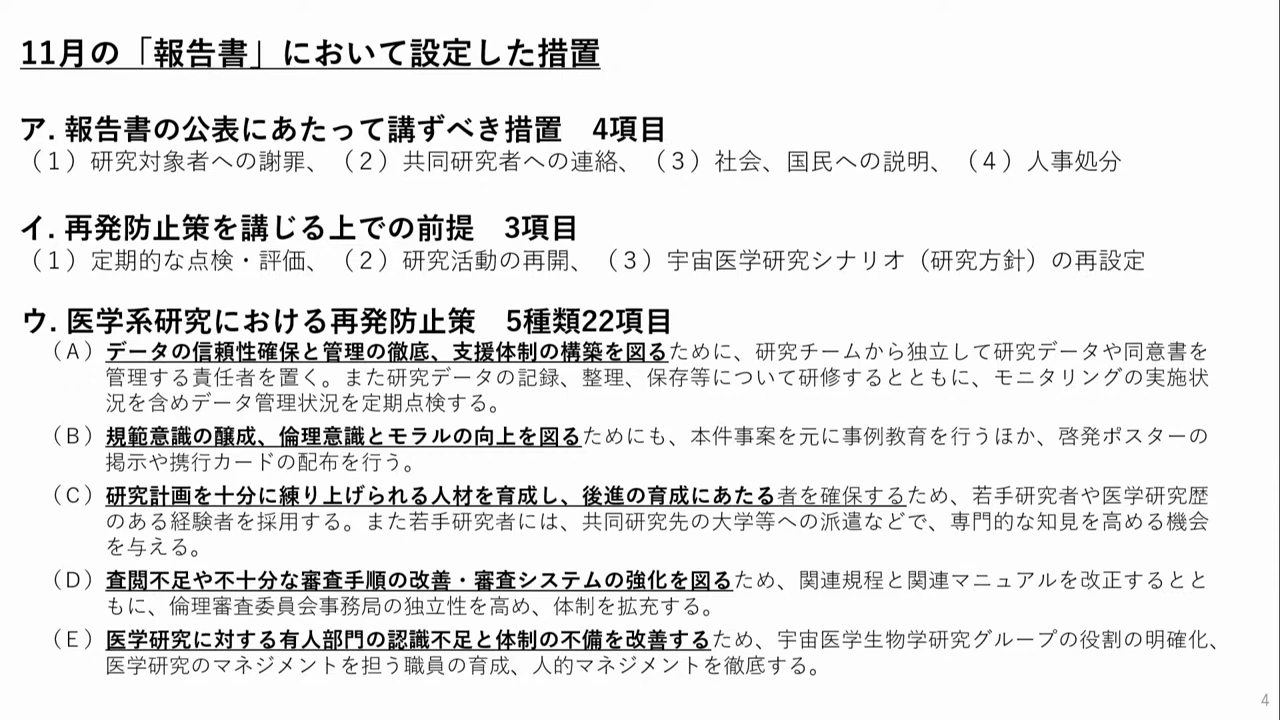 11月の「報告書」において設定した措置
ア. 報告書の公表にあたって講ずべき措置　4項目
（１）研究対象者への謝罪、（２）共同研究者への連絡、（３）社会、国民への説明、（４）人事処分
イ. 再発防止策を講じる上での前提　3項目
（１）定期的な点検・評価、（２）研究活動の再開、（３）宇宙医学研究シナリオ（研究方針）の再設定
ウ. 医学系研究における再発防止策　5種類22項目
（Ａ）データの信頼性確保と管理の徹底、支援体制の構築を図るために、研究チームから独立して研究データや同意書を
管理する責任者を置く。また研究データの記録、整理、保存等について研修するとともに、モニタリングの実施状
況を含めデータ管理状況を定期点検する。
（Ｂ）規範意識の醸成、倫理意識とモラルの向上を図るためにも、本件事案を元に事例教育を行うほか、啓発ポスターの
掲示や携行カードの配布を行う。
（Ｃ）研究計画を十分に練り上げられる人材を育成し、後進の育成にあたる者を確保するため、若手研究者や医学研究歴
のある経験者を採用する。また若手研究者には、共同研究先の大学等への派遣などで、専門的な知見を高める機会
を与える。
（Ｄ）査閲不足や不十分な審査手順の改善・審査システムの強化を図るため、関連規程と関連マニュアルを改正するとと
もに、倫理審査委員会事務局の独立性を高め、体制を拡充する。
（Ｅ）医学研究に対する有人部門の認識不足と体制の不備を改善するため、宇宙医学生物学研究グループの役割の明確化、
医学研究のマネジメントを担う職員の育成、人的マネジメントを徹底する。
4